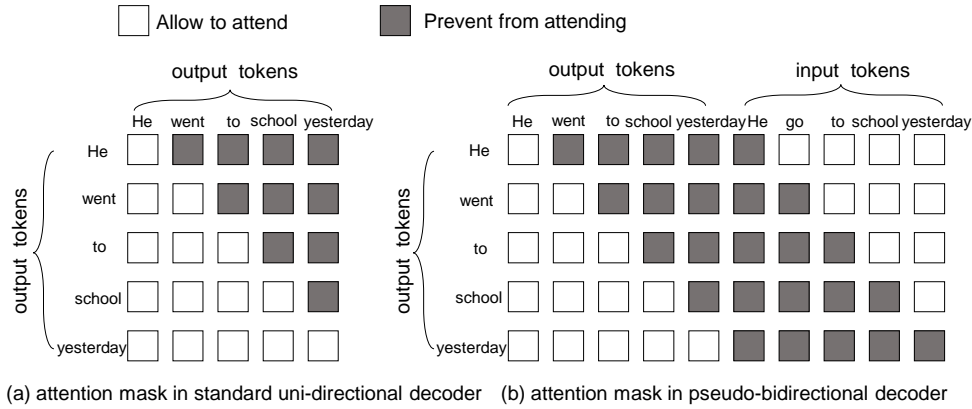 Allow to attend Prevent from attending
output tokens
He went to school yesterday
output tokens
He
went
to
school
yesterday
(a) attention mask in standard uni-directional decoder
output tokens input tokens
He went to school yesterday He go to school yesterday
output tokens
He
went
to
school
yesterday
(b) attention mask in pseudo-bidirectional decoder